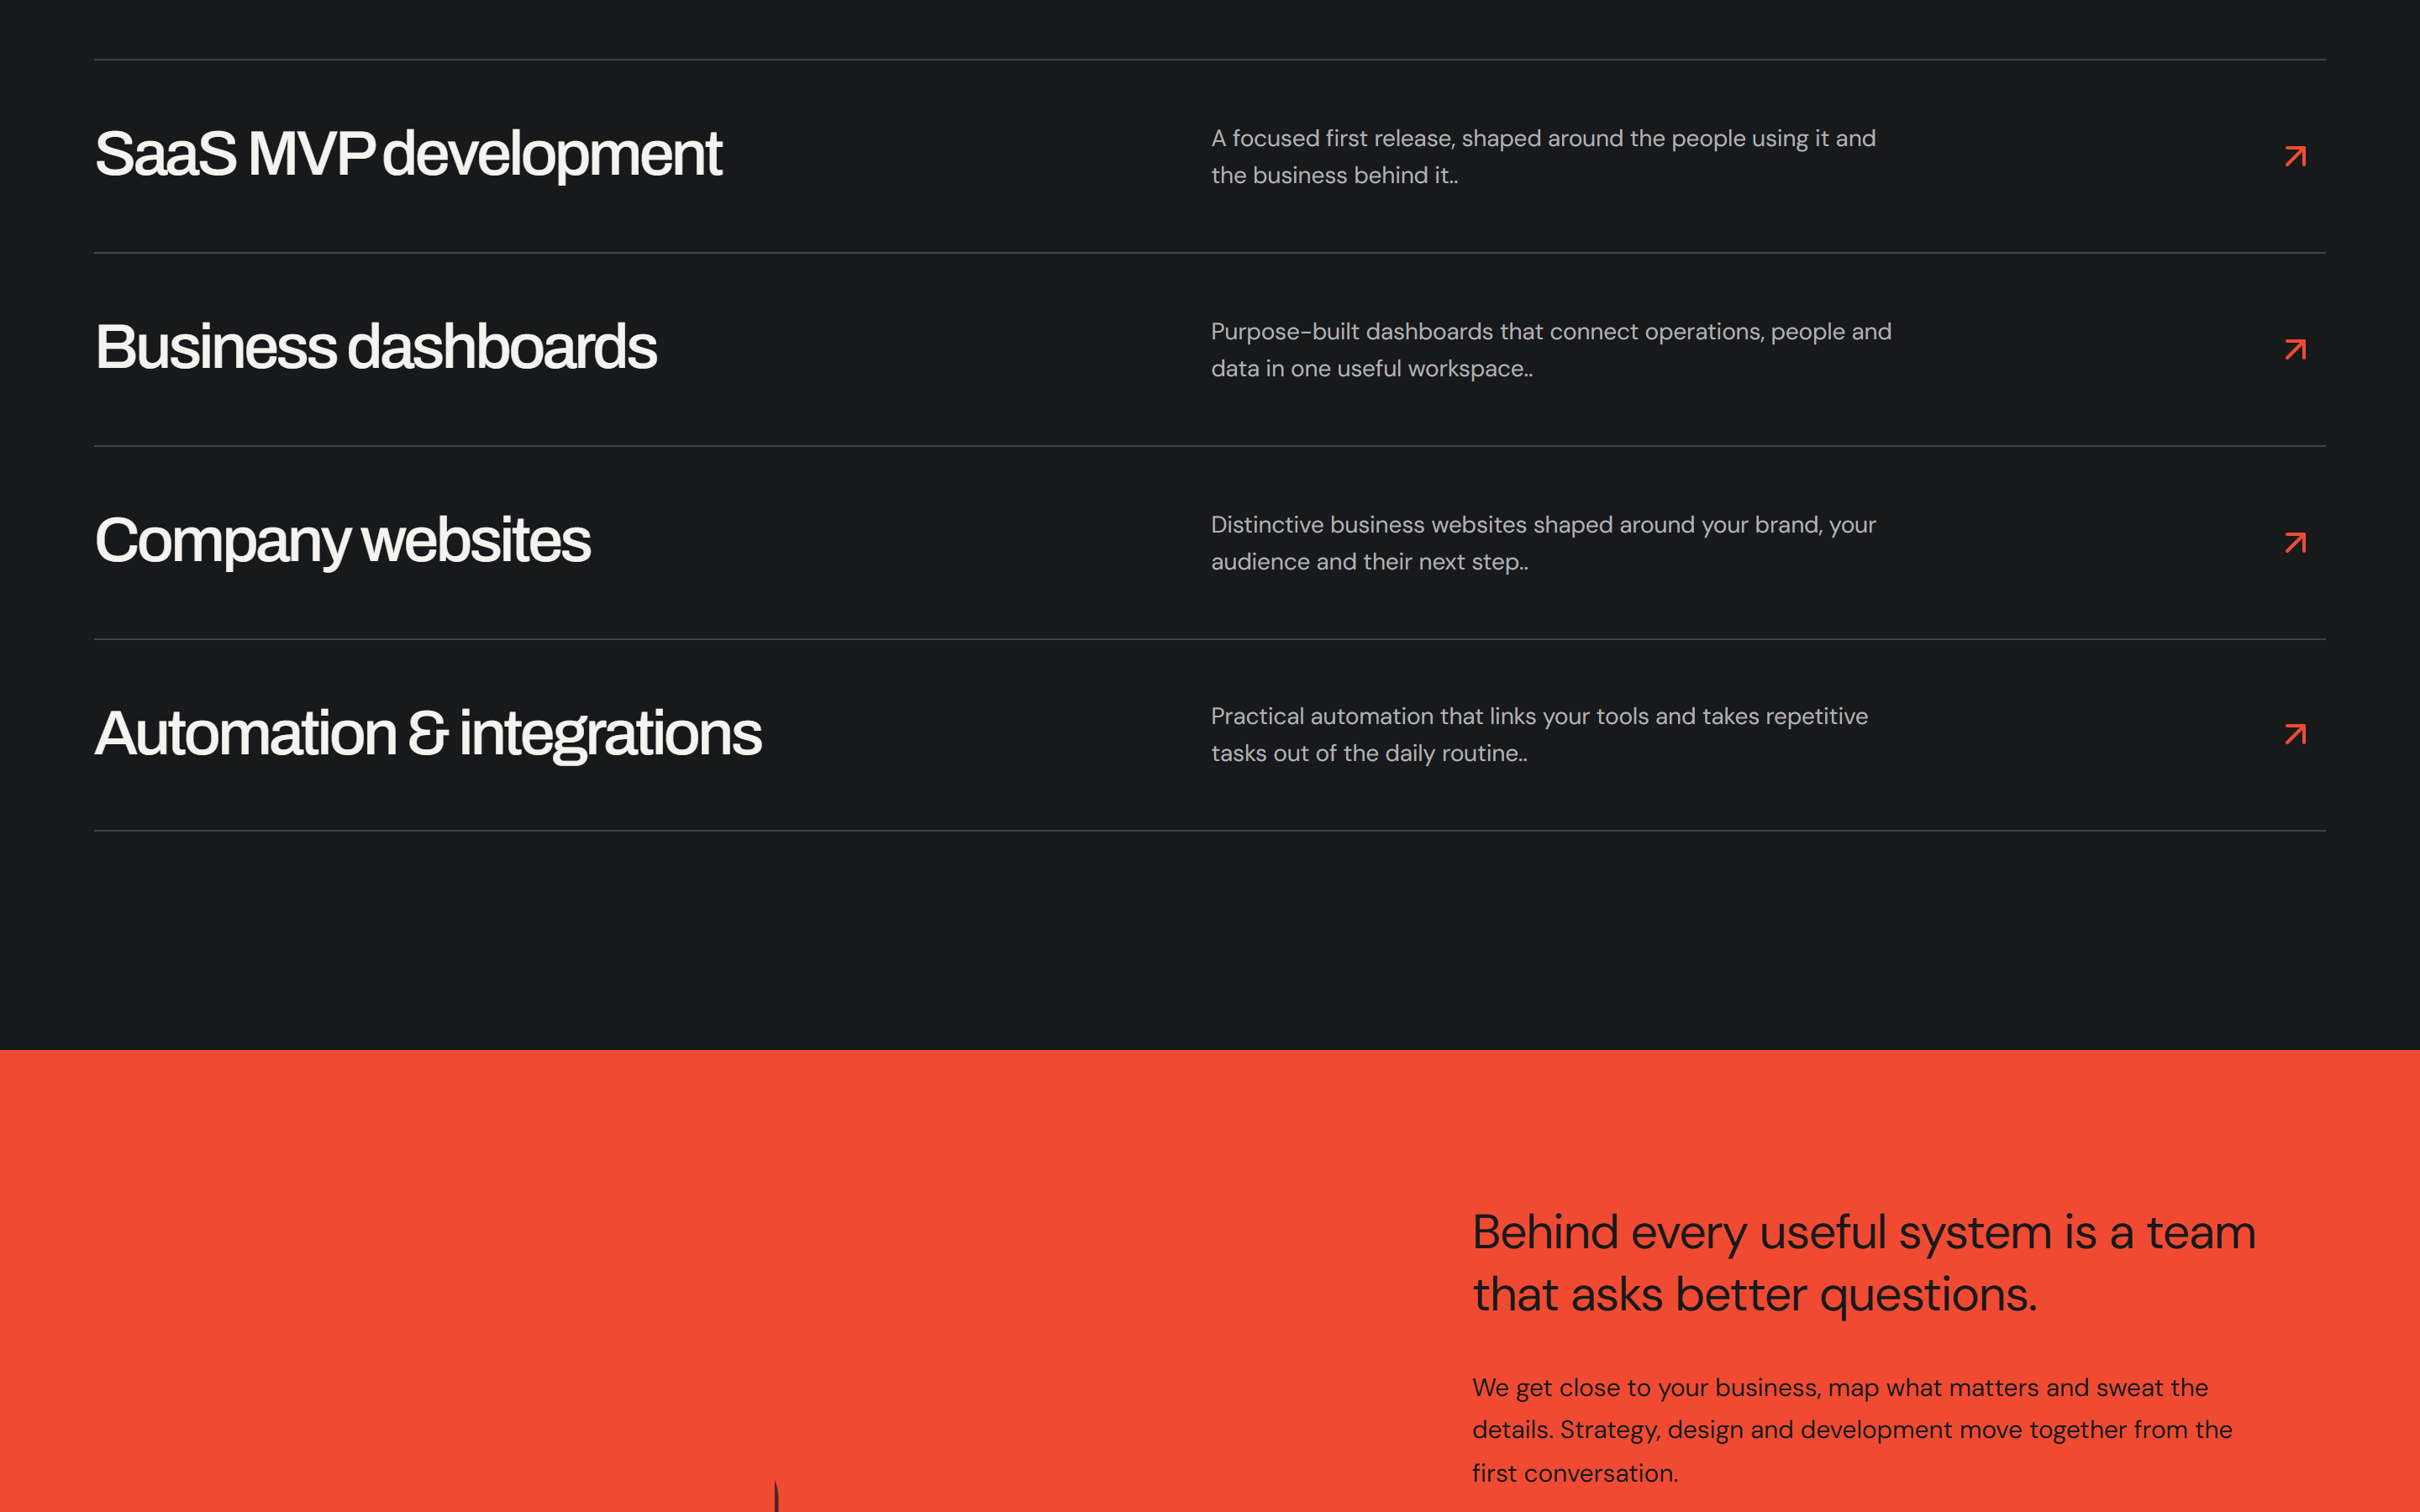 SaaS MVP development
A focused first release, shaped around the people using it and
the business behind it..
Business dashboards
Purpose-built dashboards that connect operations, people and
data in one useful workspace..
Company websites
Distinctive business websites shaped around your brand, your
audience and their next step..
Automation & integrations
Practical automation that links your tools and takes repetitive
tasks out of the daily routine..
Behind every useful system is a team
that asks better questions.
We get close to your business, map what matters and sweat the
details. Strategy, design and development move together from the
first conversation.